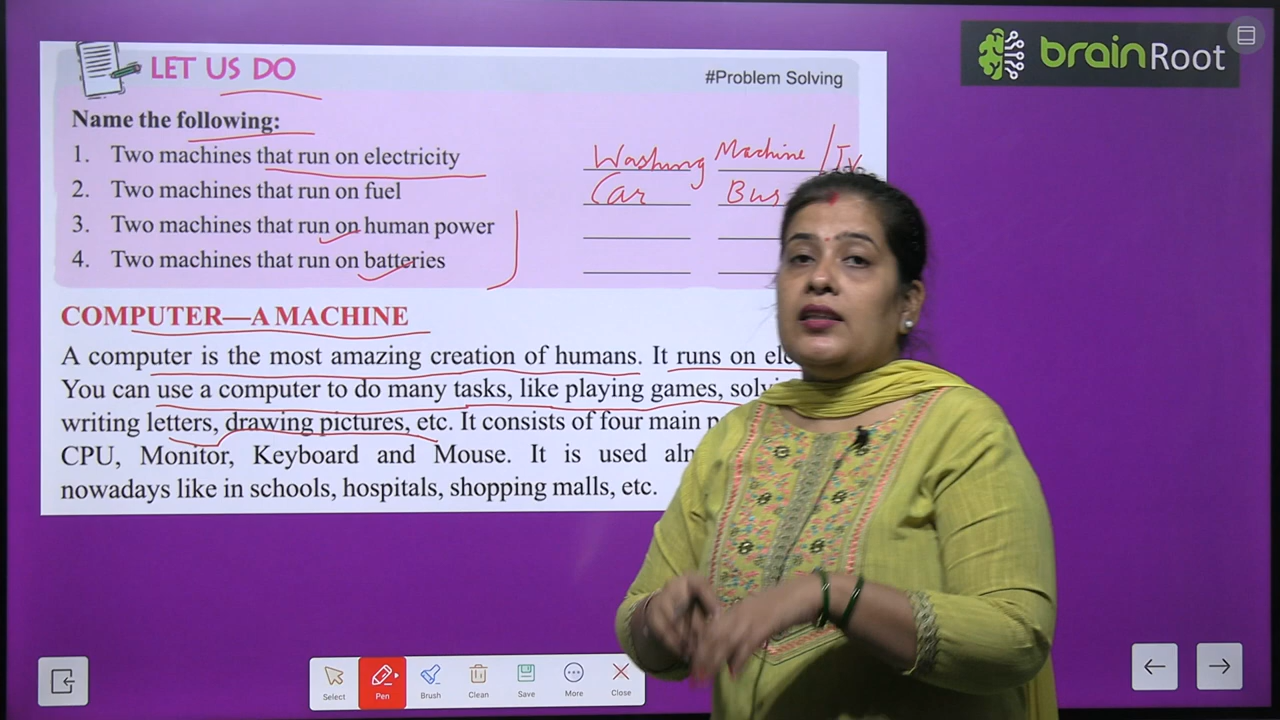 LET US DO
#Problem Solving
brainRoot
Name the following:
1. Two machines that run on electricity Washing Machine / Tv
2. Two machines that run on fuel Car Bus
3. Two machines that run on human power
4. Two machines that run on batteries
COMPUTER—A MACHINE
A computer is the most amazing creation of humans. It runs on
You can use a computer to do many tasks, like playing games,
writing letters, drawing pictures, etc. It consists of four main
CPU, Monitor, Keyboard and Mouse. It is used
nowadays like in schools, hospitals, shopping malls, etc.
Select Pen Brush Clean Save More Close